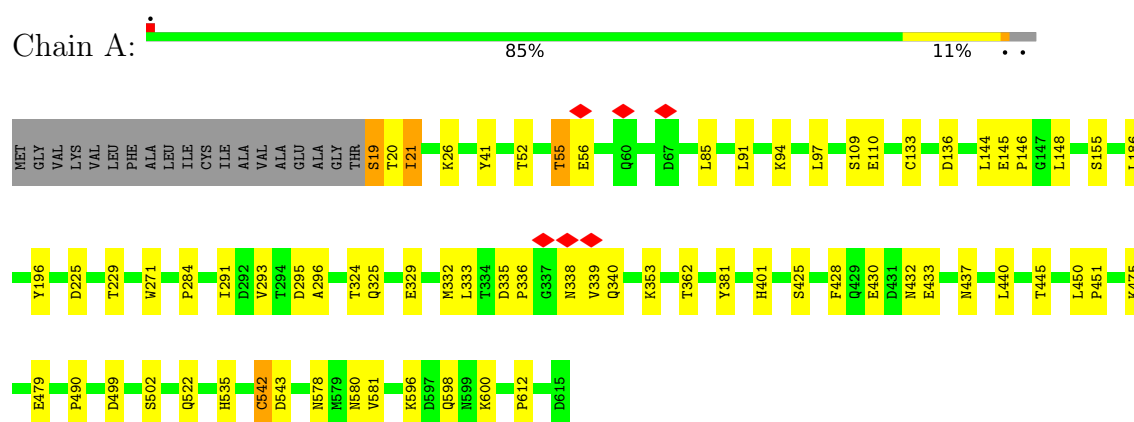 Chain A:
85%
11%
MET GLY VAL LYS VAL LEU PHE ALA LEU ILE CYS ILE ALA VAL ALA GLU ALA GLY THR S19 T20 I21 K26 Y41 T52 T55 E56 Q60 D67 L85 L91 K94 L97 S109 E110 C133 D136 L144 E145 P146 G147 L148 S155 L186
Y196 D225 T229 W271 P284 I291 D292 V293 T294 D295 A296 T324 Q325 E329 M332 L333 T334 D335 P336 G337 N338 V339 Q340 K353 T362 Y381 H401 S425 F428 Q429 E430 D431 N432 E433 N437 L440 T445 L450 P451 K475
E479 P490 D499 S502 Q522 H535 C542 D543 N578 M579 N580 V581 K596 D597 Q598 N599 K600 P612 D615